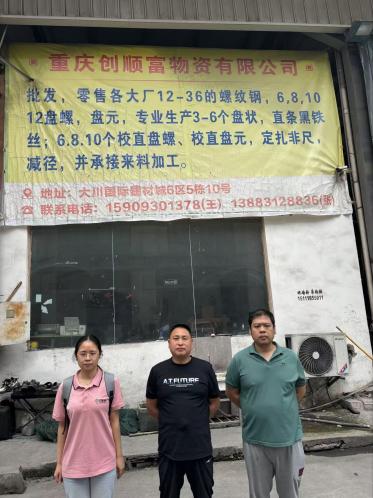 重庆创顺富物资有限公司
批发，零售各大厂12-36的螺纹钢，6,8,10
12盘螺，盘元，专业生产3-6个盘状，直条黑铁
丝；6.8.10个校直盘螺、校直盘元，定扎非尺，
减径，并承接来料加工。
地址：大川国际建材城6区5栋10号
联系电话：15909301378(王) 13883128835(张)
A.T.FUTURE